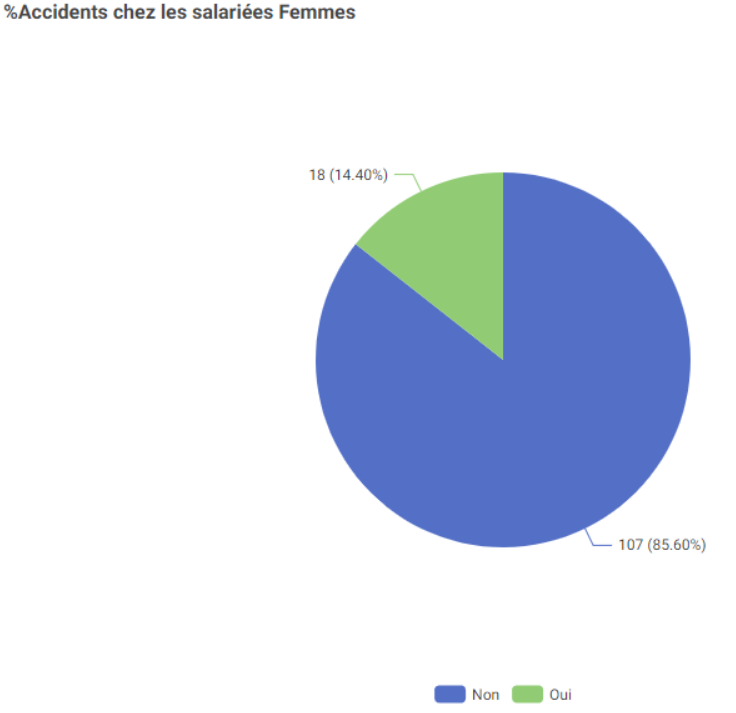 %Accidents chez les salariées Femmes
18 (14.40%)
107 (85.60%)
Non
Oui